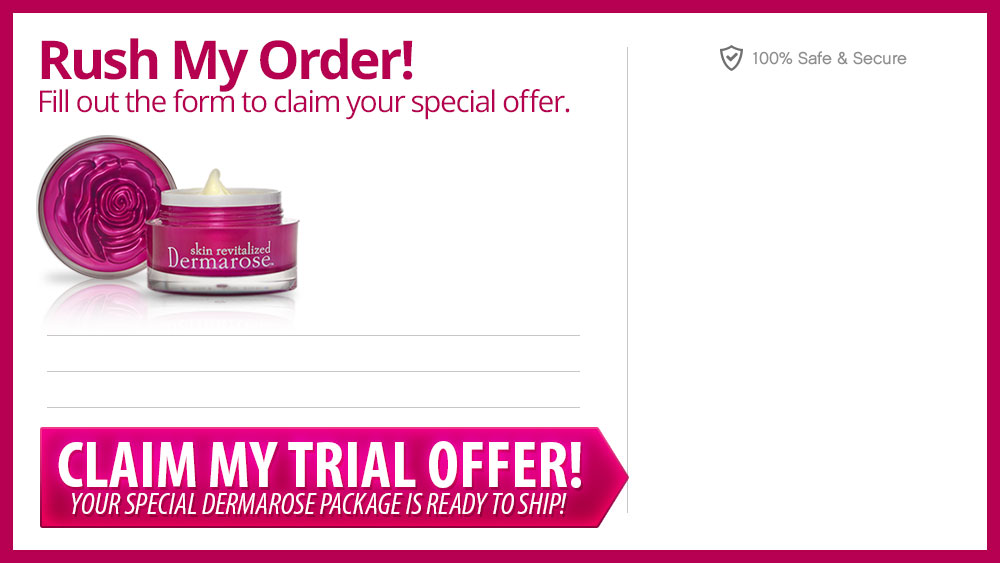 Rush My Order!
Fill out the form to claim your special offer.
100% Safe & Secure
skin revitalized
Dermarose
CLAIM MY TRIAL OFFER!
YOUR SPECIAL DERMAROSE PACKAGE IS READY TO SHIP!